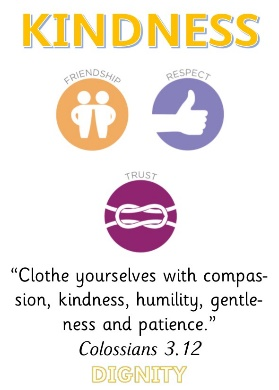 KINDNESS
FRIENDSHIP
RESPECT
TRUST
“Clothe yourselves with compas-
sion, kindness, humility, gentle-
ness and patience.”
Colossians 3.12
DIGNITY